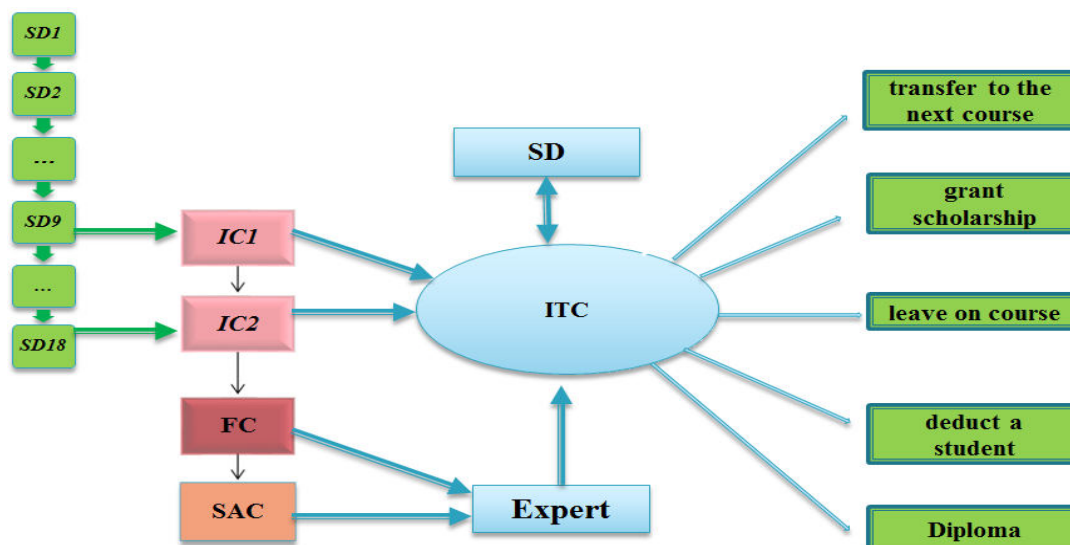 SD1
SD2
...
SD9
...
SD18
IC1
IC2
FC
SAC
SD
ITC
Expert
transfer to the
next course
grant
scholarship
leave on course
deduct a
student
Diploma